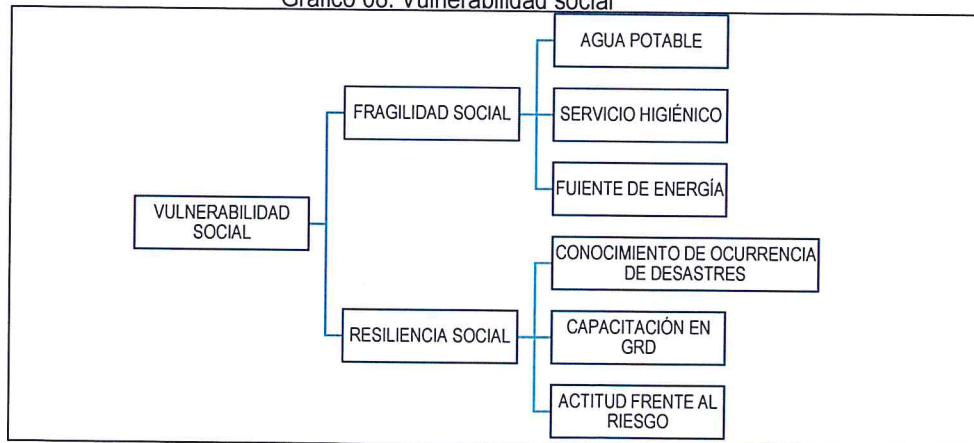 Gráfico 08. Vulnerabilidad social
VULNERABILIDAD
SOCIAL
FRAGILIDAD SOCIAL
AGUA POTABLE
SERVICIO HIGIÉNICO
FUIENTE DE ENERGÍA
RESILIENCIA SOCIAL
CONOCIMIENTO DE OCURRENCIA
DE DESASTRES
CAPACITACIÓN EN
GRD
ACTITUD FRENTE AL
RIESGO